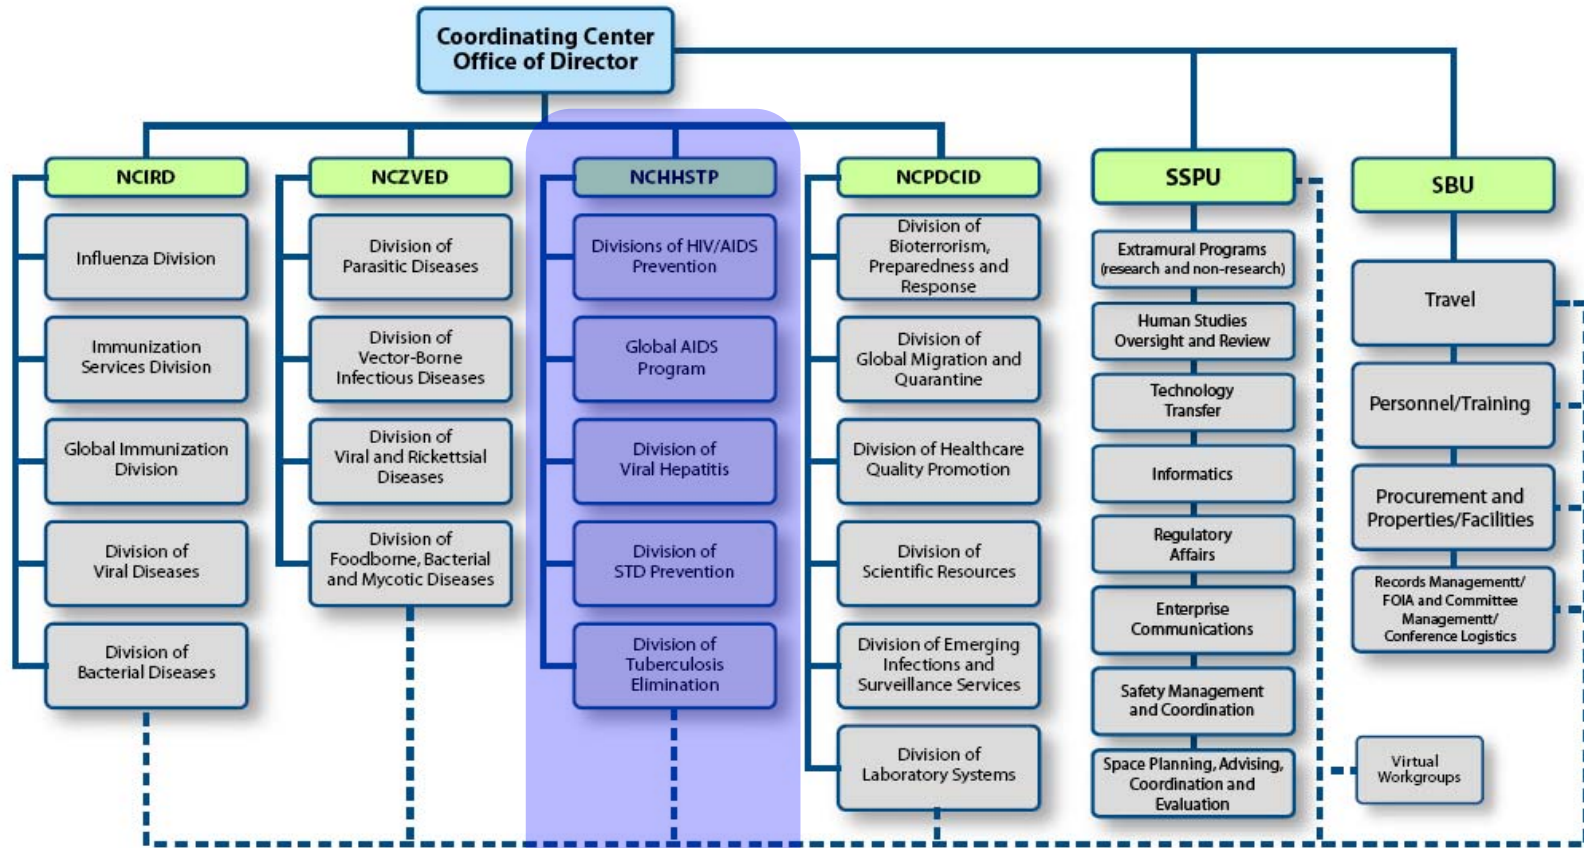 Coordinating Center
Office of Director
NCIRD
Influenza Division
Immunization
Services Division
Global Immunization
Division
Division of
Viral Diseases
Division of
Bacterial Diseases
NCZVED
Division of
Parasitic Diseases
Division of
Vector-Borne
Infectious Diseases
Division of
Viral and Rickettsial
Diseases
Division of
Foodborne, Bacterial
and Mycotic Diseases
NCHHSTP
Divisions of HIV/AIDS
Prevention
Global AIDS
Program
Division of
Viral Hepatitis
Division of
STD Prevention
Division of
Tuberculosis
Elimination
NCPDCID
Division of
Bioterrorism,
Preparedness and
Response
Division of
Global Migration and
Quarantine
Division of Healthcare
Quality Promotion
Division of
Scientific Resources
Division of Emerging
Infections and
Surveillance Services
Division of
Laboratory Systems
SSPU
Extramural Programs
(research and non-research)
Human Studies
Oversight and Review
Technology
Transfer
Informatics
Regulatory
Affairs
Enterprise
Communications
Safety Management
and Coordination
Space Planning, Advising,
Coordination and
Evaluation
SBU
Travel
Personnel/Training
Procurement and
Properties/Facilities
Records Managementt/
FOIA and Committee
Managementt/
Conference Logistics
Virtual
Workgroups